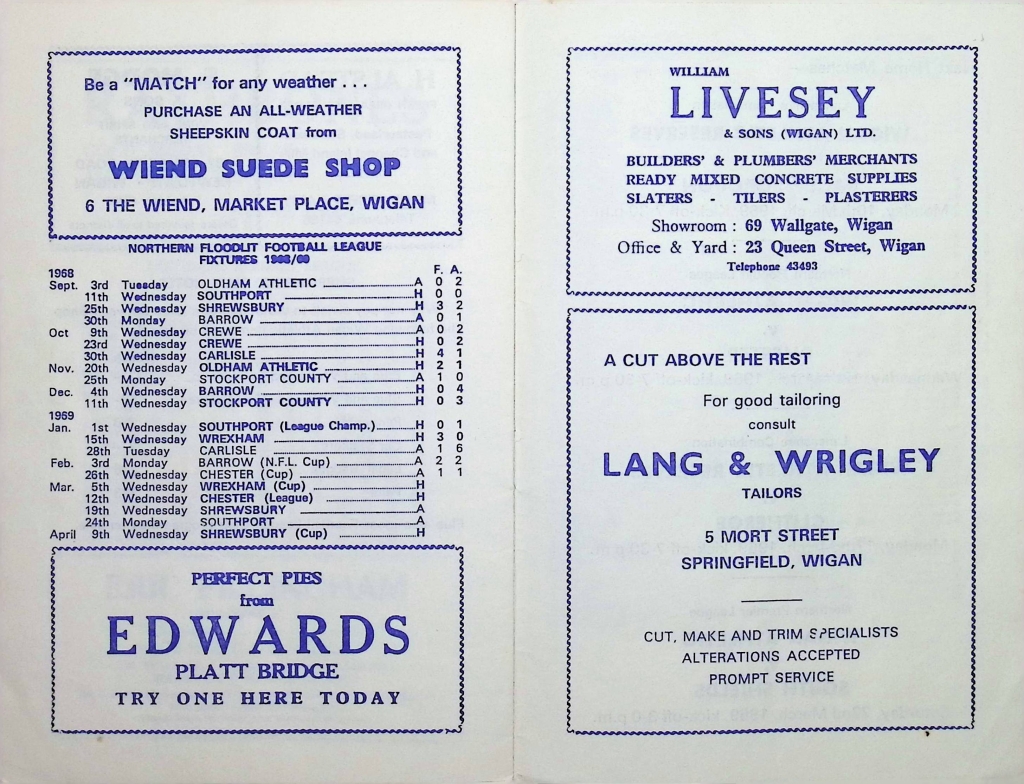 Be a "MATCH" for any weather . . .
PURCHASE AN ALL-WEATHER
SHEEPSKIN COAT from
WIEND SUEDE SHOP
6 THE WIEND, MARKET PLACE, WIGAN
NORTHERN FLOODLIT FOOTBALL LEAGUE
FIXTURES 1968/69
F. A.
1968
Sept. 3rd Tuesday OLDHAM ATHLETIC A 0 2
11th Wednesday SOUTHPORT H 0 0
25th Wednesday SHREWSBURY H 3 2
30th Monday BARROW A 0 1
Oct 9th Wednesday CREWE A 0 2
23rd Wednesday CREWE H 0 2
30th Wednesday CARLISLE H 4 1
Nov. 20th Wednesday OLDHAM ATHLETIC H 2 1
25th Monday STOCKPORT COUNTY A 1 0
Dec. 4th Wednesday BARROW H 0 4
11th Wednesday STOCKPORT COUNTY H 0 3
1969
Jan. 1st Wednesday SOUTHPORT (League Champ.) H 0 1
15th Wednesday WREXHAM H 3 0
28th Tuesday CARLISLE A 1 6
Feb. 3rd Monday BARROW (N.F.L. Cup) A 2 2
26th Wednesday CHESTER (Cup) A 1 1
Mar. 5th Wednesday WREXHAM (Cup) H
12th Wednesday CHESTER (League) H
19th Wednesday SHREWSBURY A
24th Monday SOUTHPORT A
April 9th Wednesday SHREWSBURY (Cup) H
PERFECT PIES
from
EDWARDS
PLATT BRIDGE
TRY ONE HERE TODAY
WILLIAM
LIVESEY
& SONS (WIGAN) LTD.
BUILDERS' & PLUMBERS' MERCHANTS
READY MIXED CONCRETE SUPPLIES
SLATERS - TILERS - PLASTERERS
Showroom : 69 Wallgate, Wigan
Office & Yard : 23 Queen Street, Wigan
Telephone 43493
A CUT ABOVE THE REST
For good tailoring
consult
LANG & WRIGLEY
TAILORS
5 MORT STREET
SPRINGFIELD, WIGAN
CUT, MAKE AND TRIM SPECIALISTS
ALTERATIONS ACCEPTED
PROMPT SERVICE